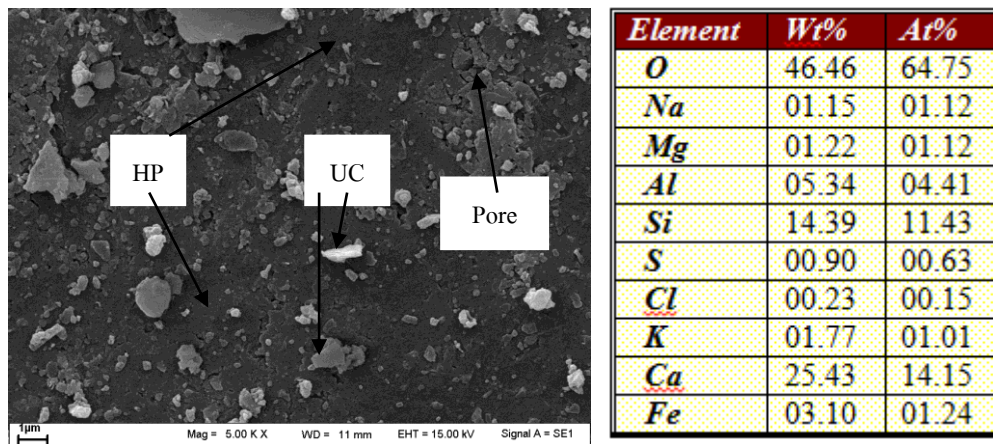 HP
UC
Pore
1µm
Mag = 5.00 K X WD = 11 mm EHT = 15.00 kV Signal A = SE1
Element Wt% At%
O 46.46 64.75
Na 01.15 01.12
Mg 01.22 01.12
Al 05.34 04.41
Si 14.39 11.43
S 00.90 00.63
Cl 00.23 00.15
K 01.77 01.01
Ca 25.43 14.15
Fe 03.10 01.24